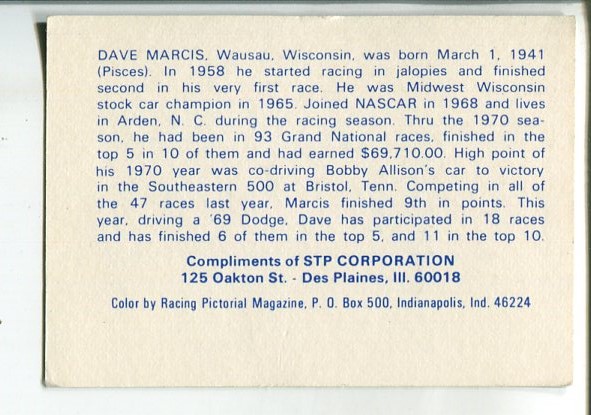 DAVE MARCIS, Wausau, Wisconsin, was born March 1, 1941
(Pisces). In 1958 he started racing in jalopies and finished
second in his very first race. He was Midwest Wisconsin
stock car champion in 1965. Joined NASCAR in 1968 and lives
in Arden, N. C. during the racing season. Thru the 1970 sea-
son, he had been in 93 Grand National races, finished in the
top 5 in 10 of them and had earned $69,710.00. High point of
his 1970 year was co-driving Bobby Allison's car to victory
in the Southeastern 500 at Bristol, Tenn. Competing in all of
the 47 races last year, Marcis finished 9th in points. This
year, driving a '69 Dodge, Dave has participated in 18 races
and has finished 6 of them in the top 5, and 11 in the top 10.
Compliments of STP CORPORATION
125 Oakton St. - Des Plaines, Ill. 60018
Color by Racing Pictorial Magazine, P. O. Box 500, Indianapolis, Ind. 46224